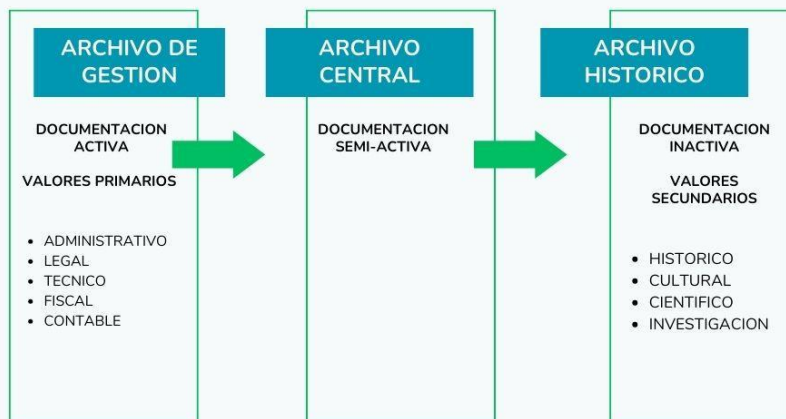 ARCHIVO DE
GESTION
DOCUMENTACION
ACTIVA
VALORES PRIMARIOS
• ADMINISTRATIVO
• LEGAL
• TECNICO
• FISCAL
• CONTABLE
ARCHIVO
CENTRAL
DOCUMENTACION
SEMI-ACTIVA
ARCHIVO
HISTORICO
DOCUMENTACION
INACTIVA
VALORES
SECUNDARIOS
• HISTORICO
• CULTURAL
• CIENTIFICO
• INVESTIGACION